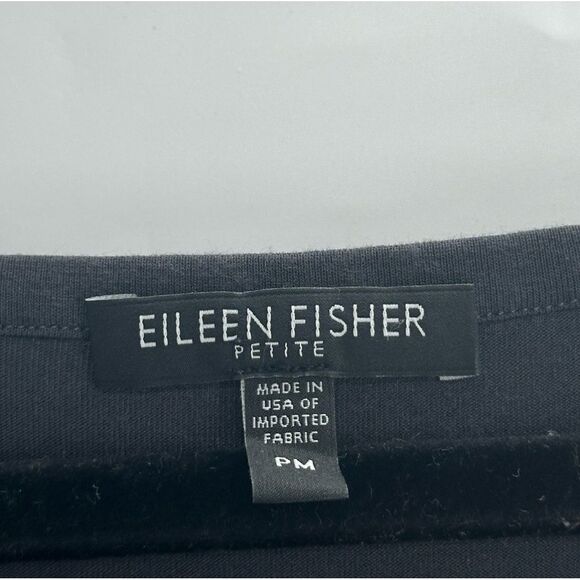 EILEEN FISHER
PETITE
MADE IN
USA OF
IMPORTED
FABRIC
PM